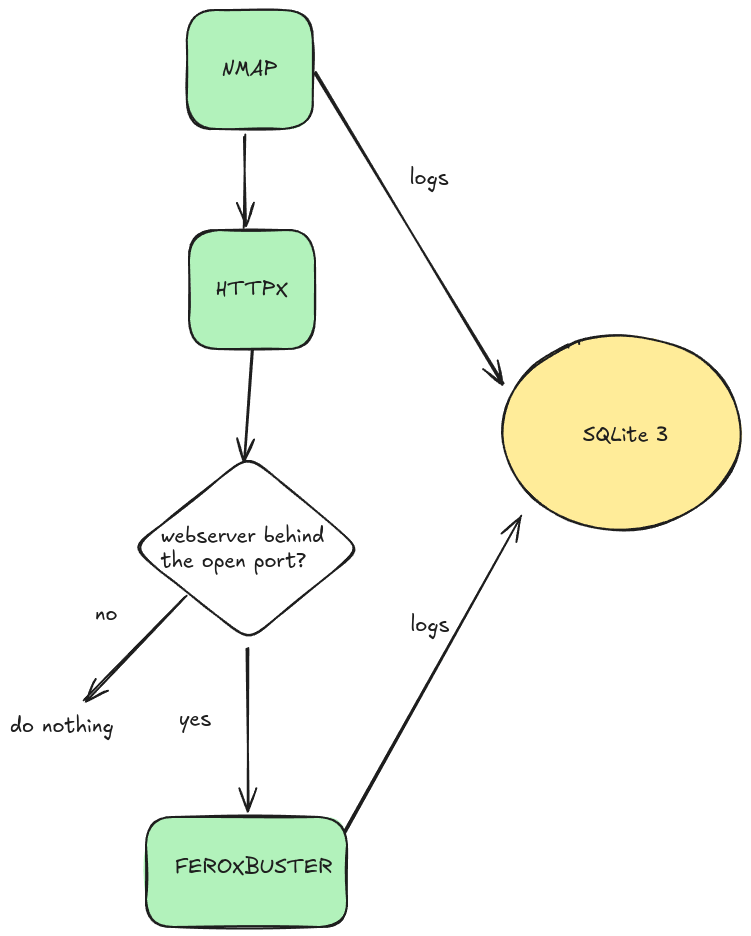 NMAP
logs
HTTPX
SQLite 3
webserver behind
the open port?
no
logs
yes
do nothing
FEROXBUSTER